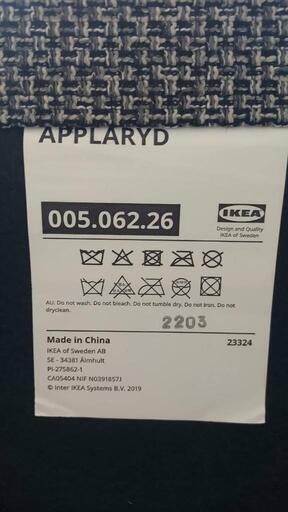 APPLARYD
005.062.26
IKEA
Design and Quality
IKEA of Sweden
AU: Do not wash. Do not bleach. Do not tumble dry. Do not iron. Do not
dryclean.
2203
Made in China
23324
IKEA of Sweden AB
SE - 34381 Älmhult
PI-275862-1
CA05404 NIF N0391857J
© Inter IKEA Systems B.V. 2019